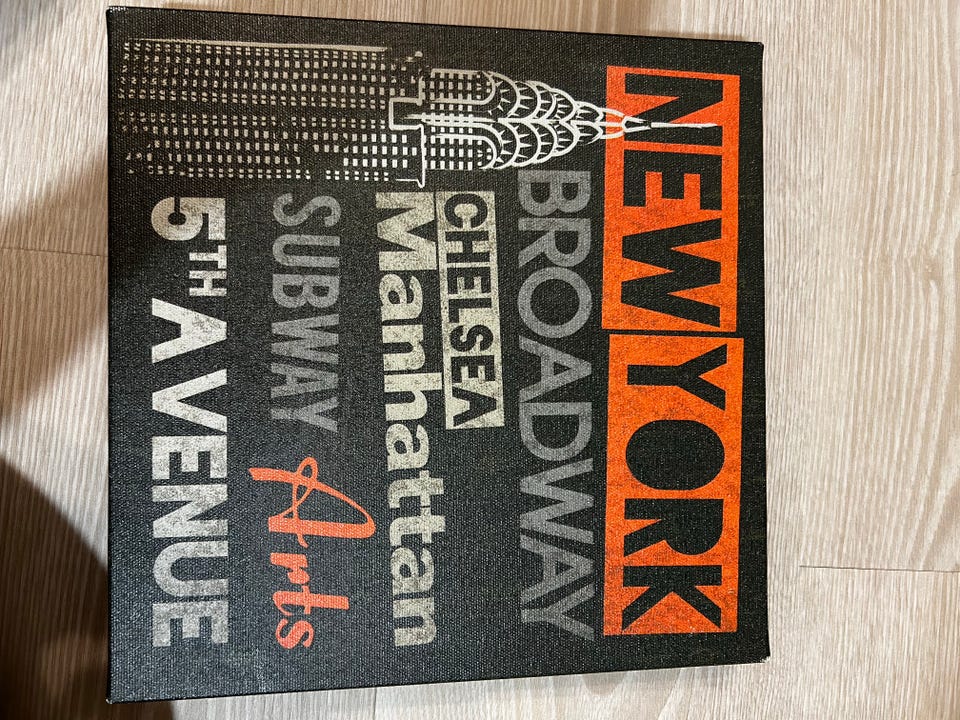 NEW YORK
BROADWAY
CHELSEA
Manhattan
SUBWAY Arts
5TH AVENUE